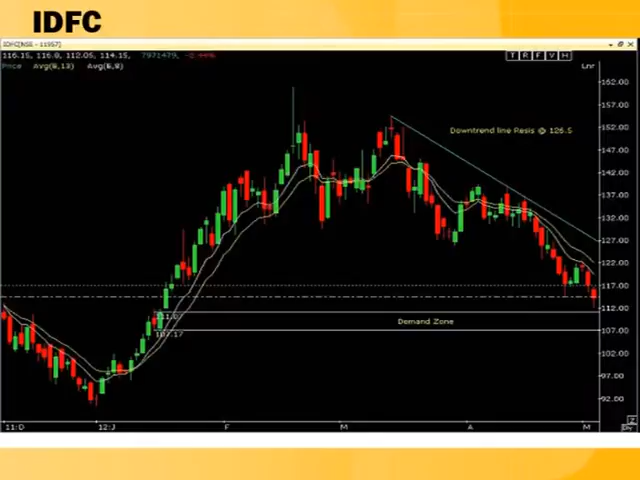 IDFC
IDFC[NSE - 11957]
116.15, 116.8, 112.05, 114.15, 7971479, -2.44%
Price Avg(E,13) Avg(E,8)
T R F V H
Lnr
162.00
157.00
Downtrend line Resis @ 126.5
152.00
147.00
142.00
137.00
132.00
127.00
122.00
117.00
112.00
111.0
Demand Zone
107.17
107.00
102.00
97.00
92.00
11:D 12:J F M A M